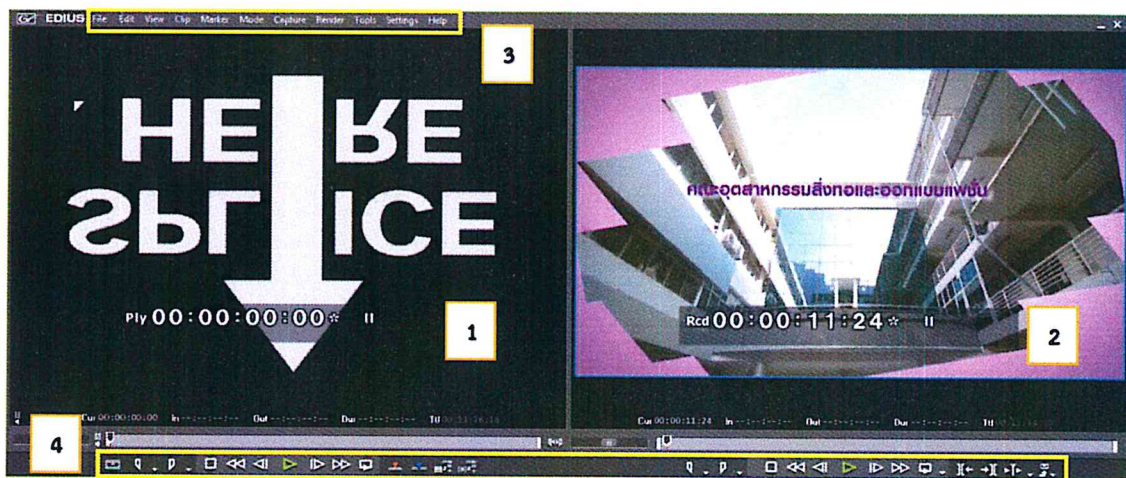 EDIUS File Edit View Clip Marker Mode Capture Render Tools Settings Help
3
HERE
SPLICE
คณะอุตสาหกรรมสิ่งทอและออกแบบแฟชั่น
Ply 00:00:00:00
1
Rcd 00:00:11:24
2
Cur 00:00:00:00 In --:--:--:-- Out --:--:--:-- Dur --:--:--:-- Ttl
Cur 00:00:11:24 In --:--:--:-- Out --:--:--:-- Dur --:--:--:-- Ttl
4